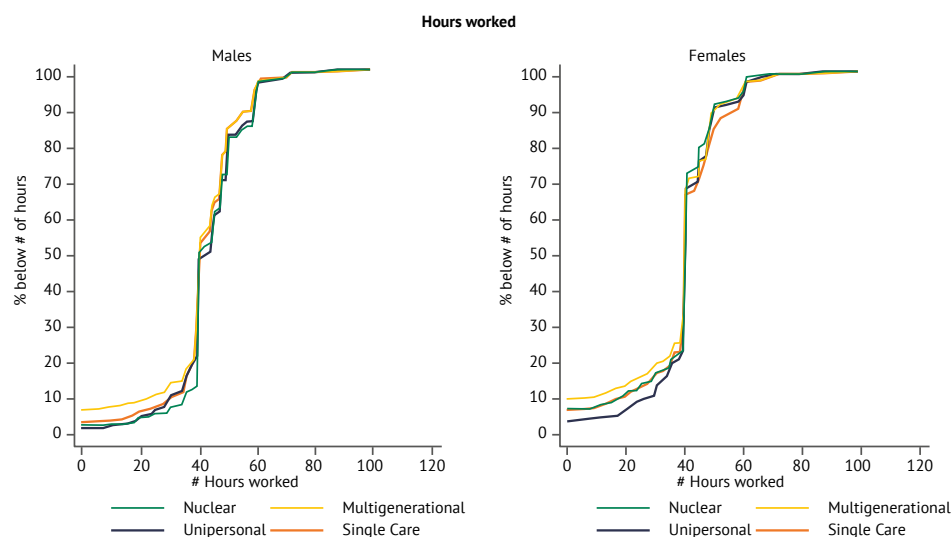 Hours worked
Males
% below # of hours
100
90
80
70
60
50
40
30
20
10
0
0 20 40 60 80 100 120
# Hours worked
Nuclear Multigenerational
Unipersonal Single Care
Females
% below # of hours
100
90
80
70
60
50
40
30
20
10
0
0 20 40 60 80 100 120
# Hours worked
Nuclear Multigenerational
Unipersonal Single Care